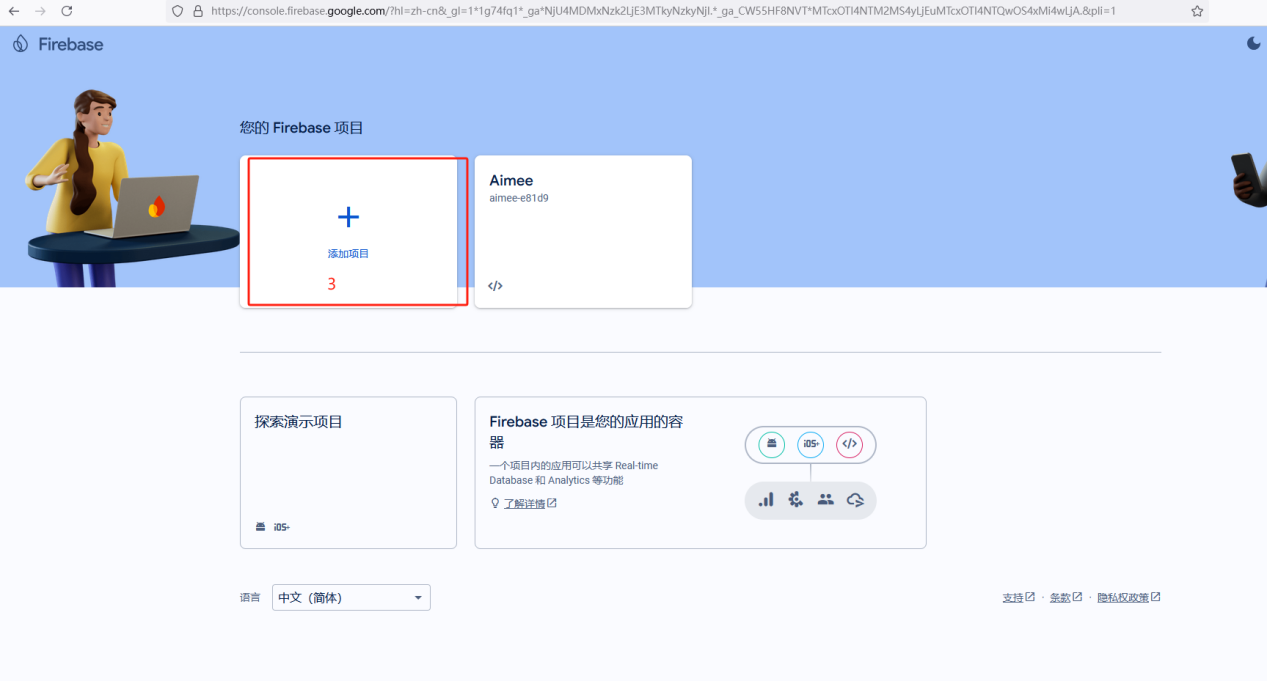 https://console.firebase.google.com/?hl=zh-cn&_gl=1*1g74fq1*_ga*NjU4MDMxNzk2LjE3MTkyNzkyNjI.*_ga_CW55HF8NVT*MTcxOTI4NTM2MS4yLjEuMTcxOTI4NTQwOS4xMi4wLjA.&pli=1
Firebase
您的 Firebase 项目
添加项目
3
Aimee
aimee-e81d9
</>
探索演示项目
iOS+
Firebase 项目是您的应用的容
器
一个项目内的应用可以共享 Real-time
Database 和 Analytics 等功能
了解详情
iOS+ </>
语言 中文（简体）
支持 · 条款 · 隐私权政策